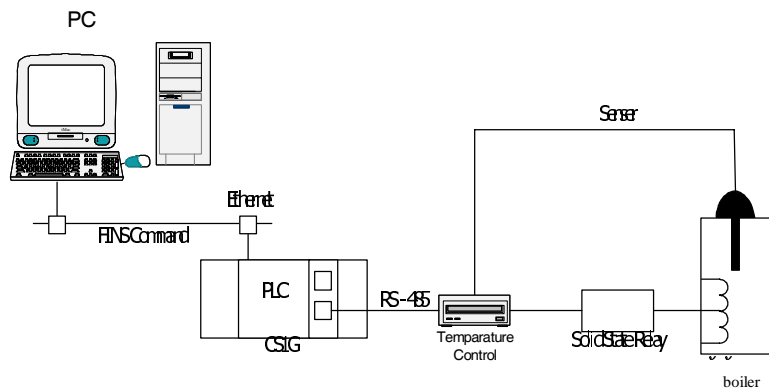 PC
Senser
Ethernet
FINS Command
PLC
RS-485
CS1G
Temparature
Control
Solid State Relay
boiler